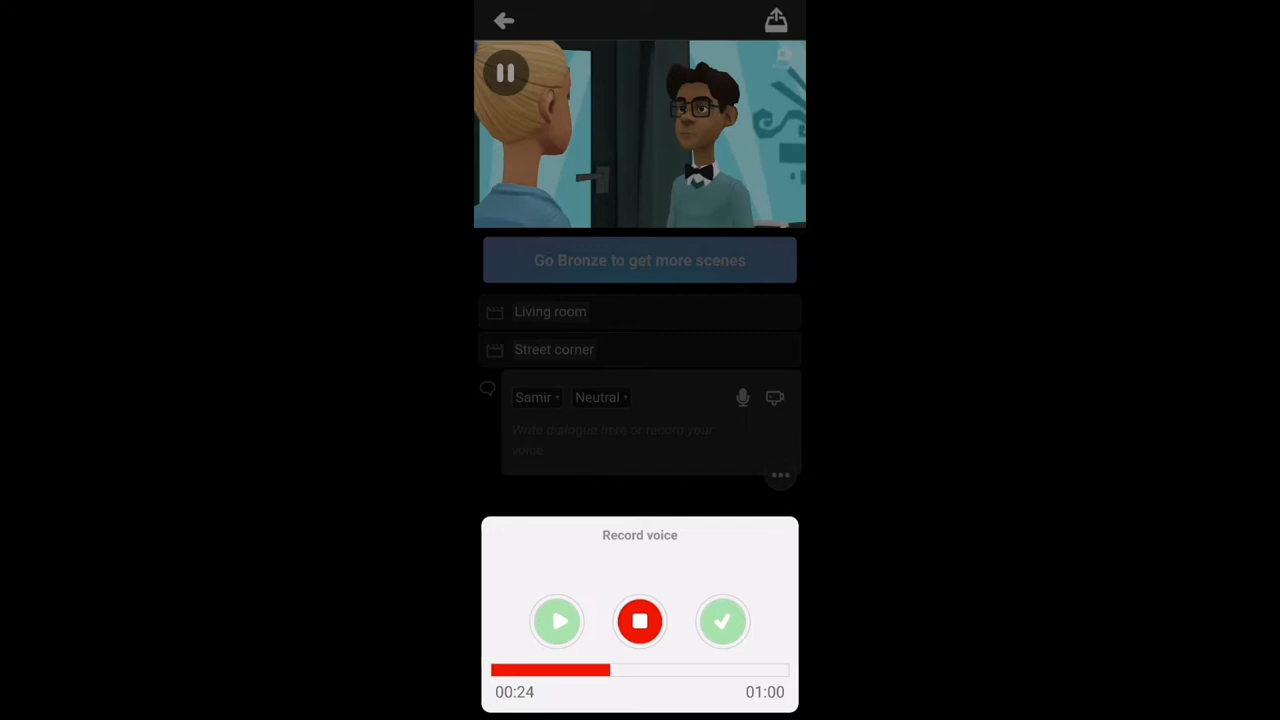 Go Bronze to get more scenes
Living room
Street corner
Samir Neutral
Write dialogue here or record your
voice
Record voice
00:24 01:00